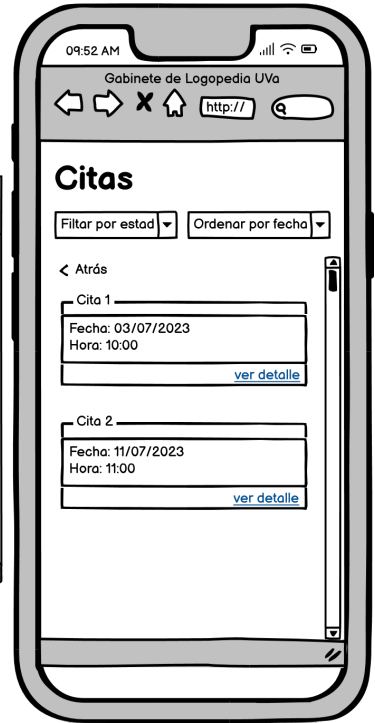 09:52 AM
Gabinete de Logopedia UVa
http://
Citas
Filtar por estad
Ordenar por fecha
< Atrás
Cita 1
Fecha: 03/07/2023
Hora: 10:00
ver detalle
Cita 2
Fecha: 11/07/2023
Hora: 11:00
ver detalle